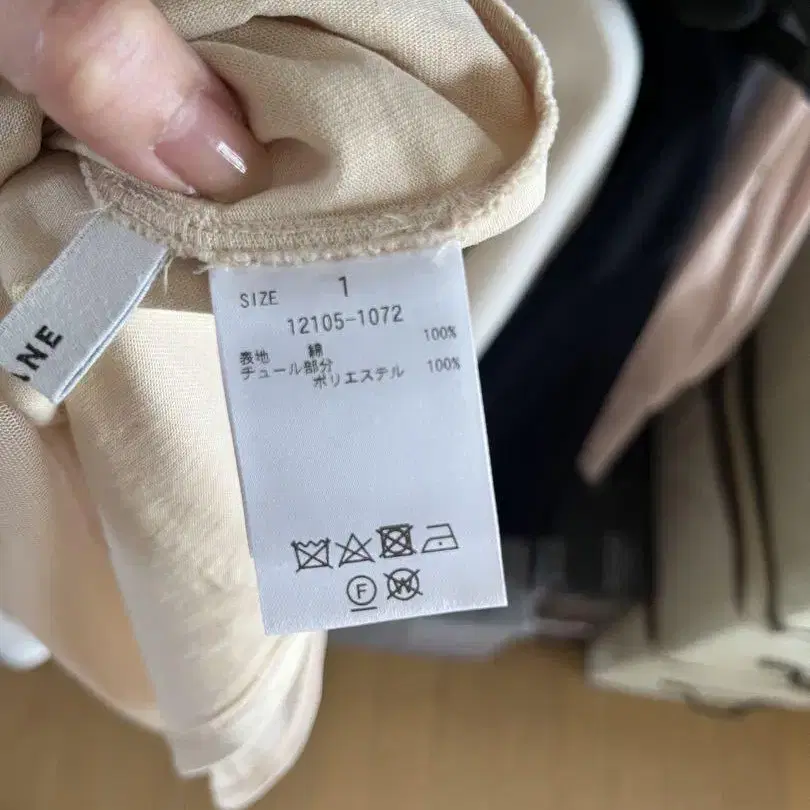 SIZE 1
12105-1072
表地 綿 100%
チュール部分
ポリエステル 100%
F
W
NE